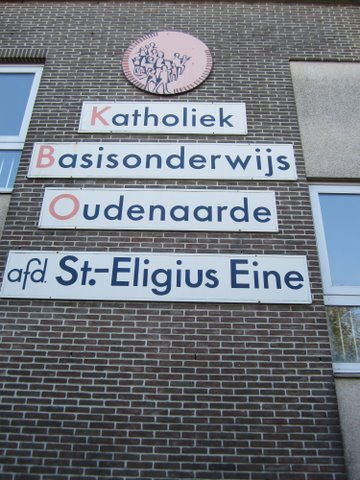 Katholiek
Basisonderwijs
Oudenaarde
afd. St.-Eligius Eine